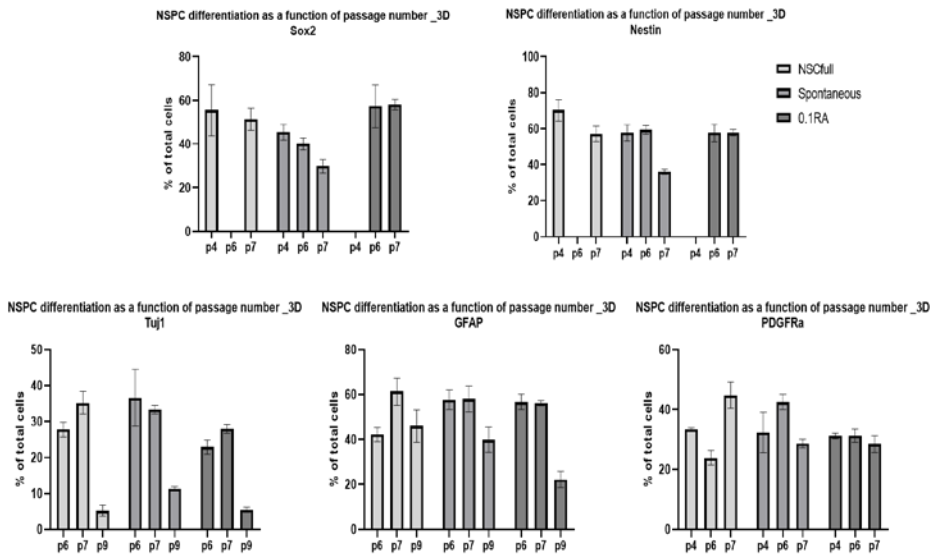 NSPC differentiation as a function of passage number _3D
Sox2
% of total cells
80
60
40
20
0
p4 p6 p7 p4 p6 p7 p4 p6 p7
NSPC differentiation as a function of passage number _3D
Nestin
% of total cells
100
80
60
40
20
0
p4 p6 p7 p4 p6 p7 p4 p6 p7
NSCfull
Spontaneous
0.1RA
NSPC differentiation as a function of passage number _3D
Tuj1
% of total cells
50
40
30
20
10
0
p6 p7 p9 p6 p7 p9 p6 p7 p9
NSPC differentiation as a function of passage number _3D
GFAP
% of total cells
80
60
40
20
0
p6 p7 p9 p6 p7 p9 p6 p7 p9
NSPC differentiation as a function of passage number _3D
PDGFRa
% of total cells
60
40
20
0
p4 p6 p7 p4 p6 p7 p4 p6 p7